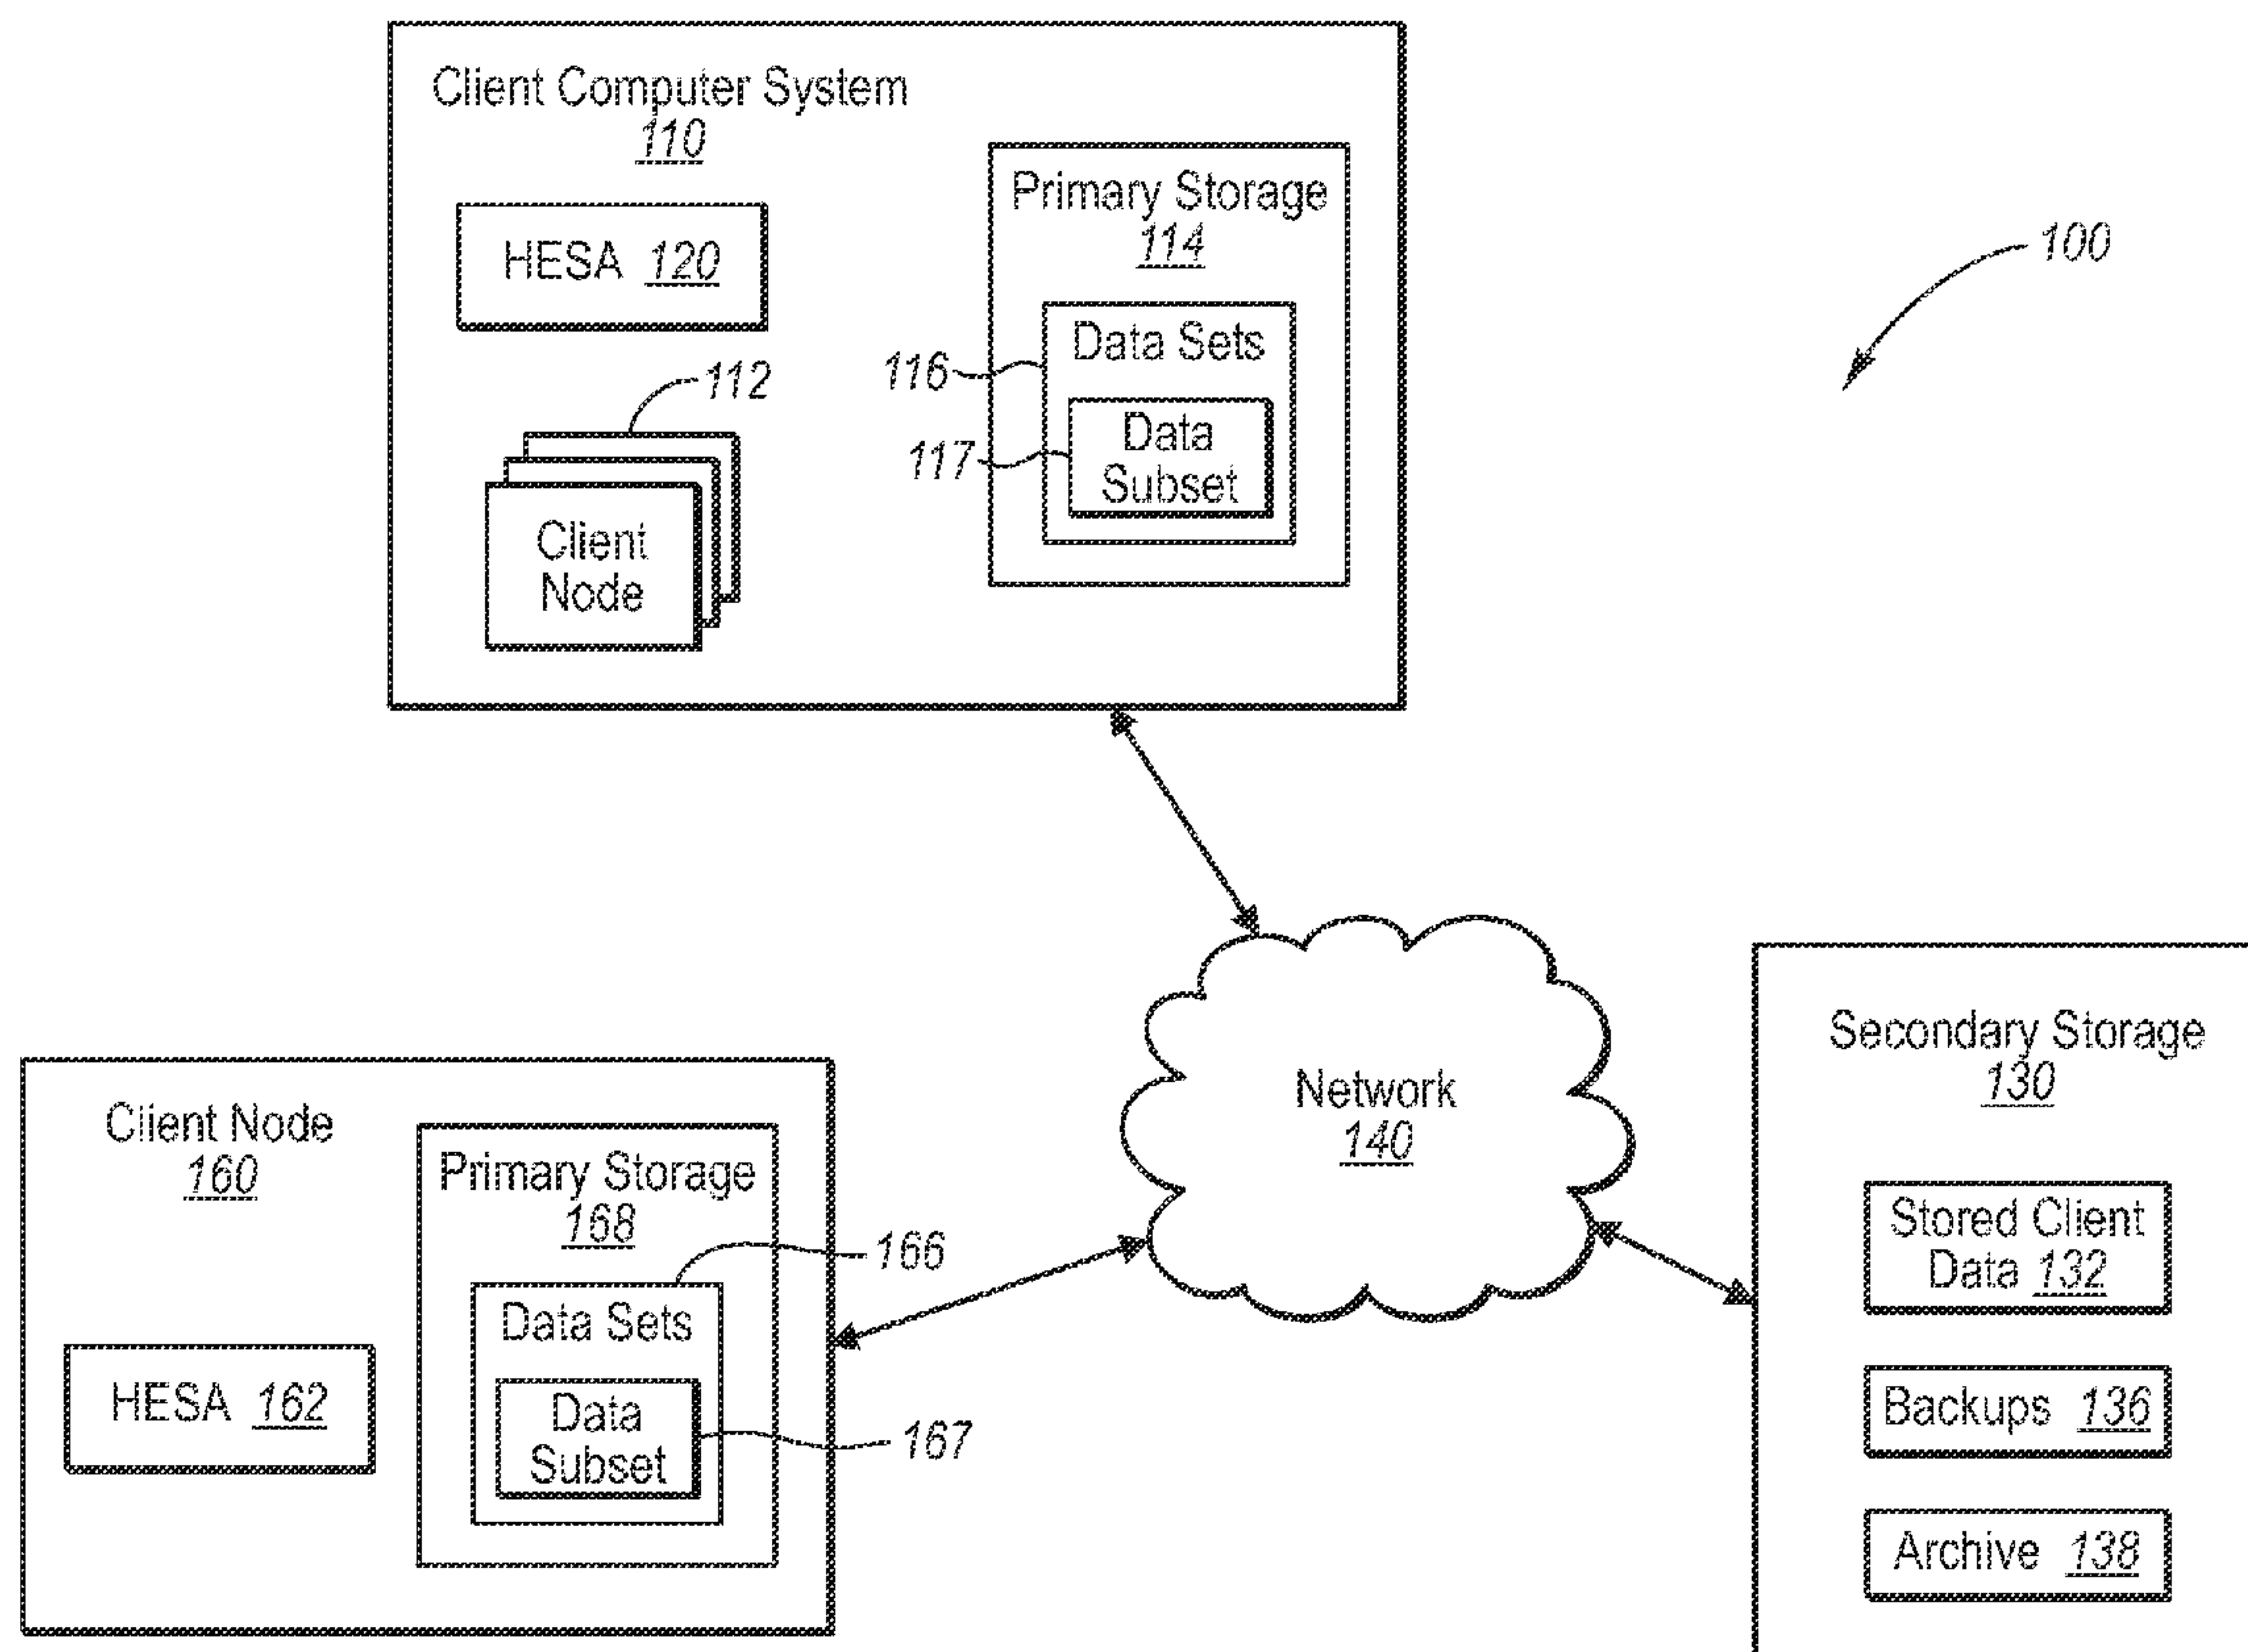 Client Computer System
110
HESA 120
112
Client
Node
Primary Storage
114
116
Data Sets
117
Data
Subset
100
Network
140
Client Node
160
HESA 162
Primary Storage
168
166
Data Sets
Data
Subset
167
Secondary Storage
130
Stored Client
Data 132
Backups 136
Archive 138